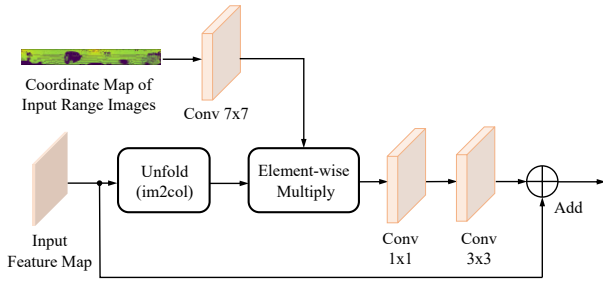 Coordinate Map of
Input Range Images
Conv 7x7
Unfold
(im2col)
Element-wise
Multiply
Input
Feature Map
Conv
1x1
Conv
3x3
Add